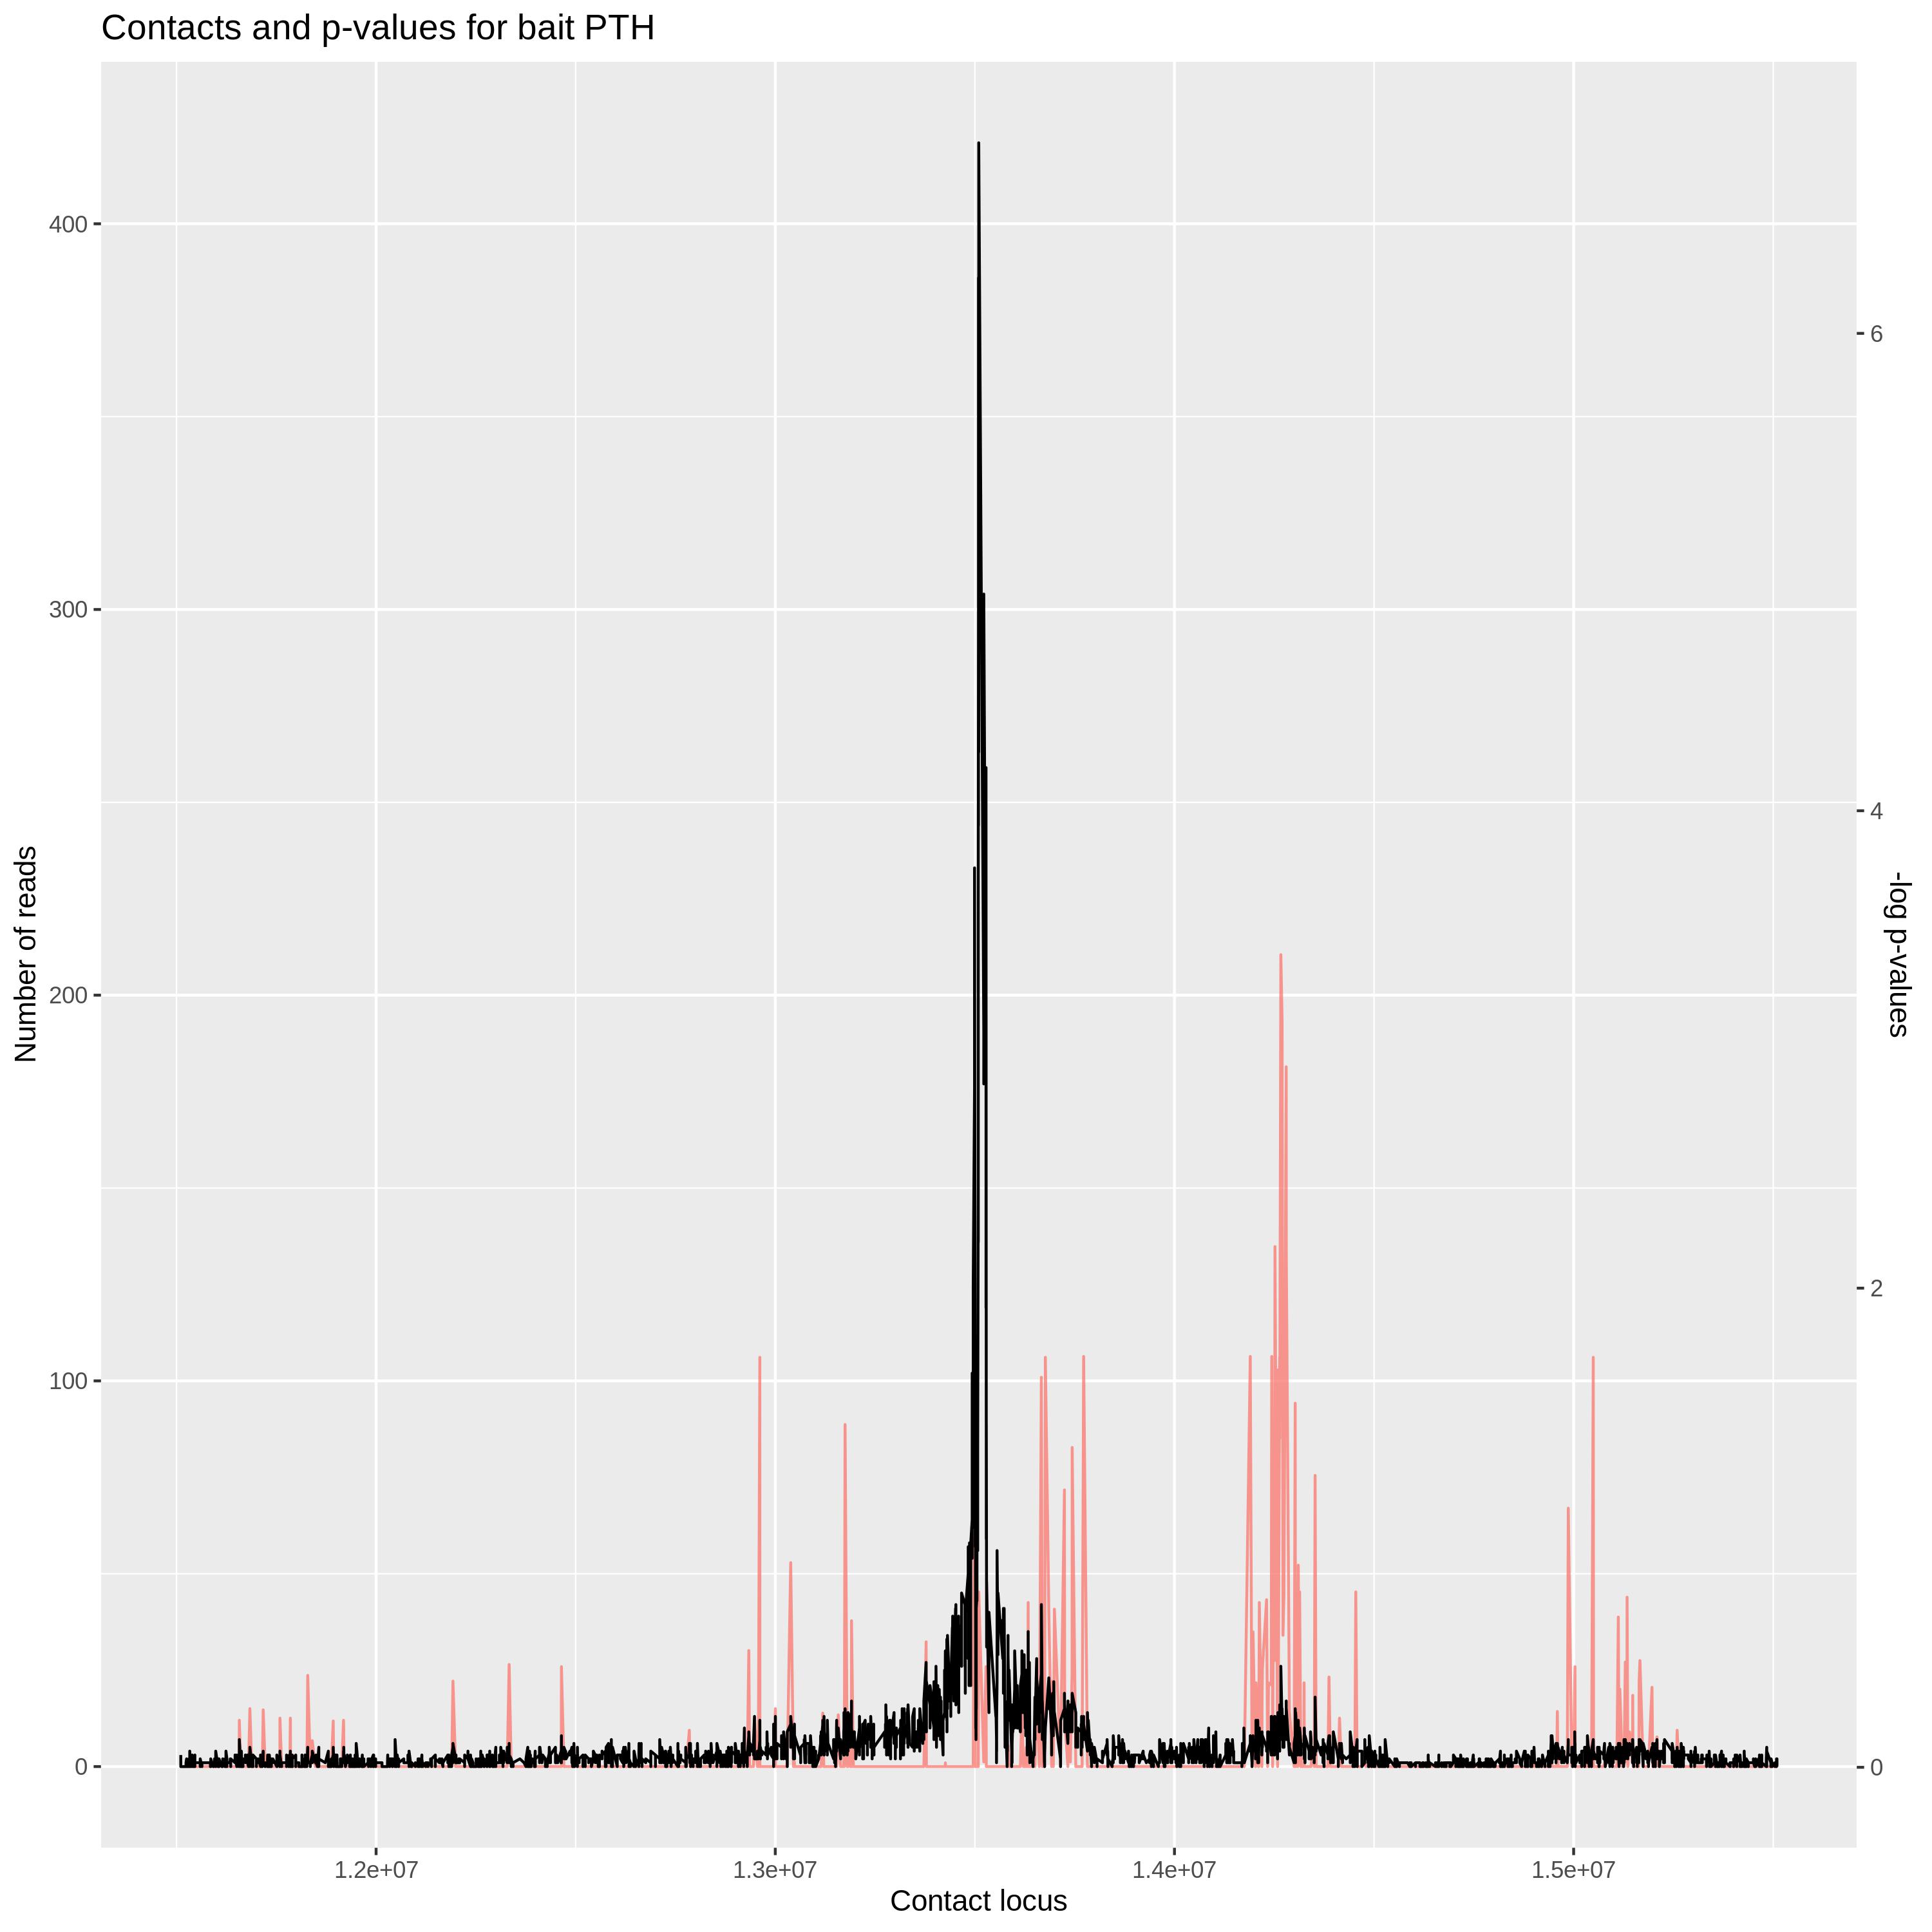 Contacts and p-values for bait PTH
400
300
200
100
0
6
4
2
0
Number of reads
-log p-values
1.2e+07
1.3e+07
1.4e+07
1.5e+07
Contact locus